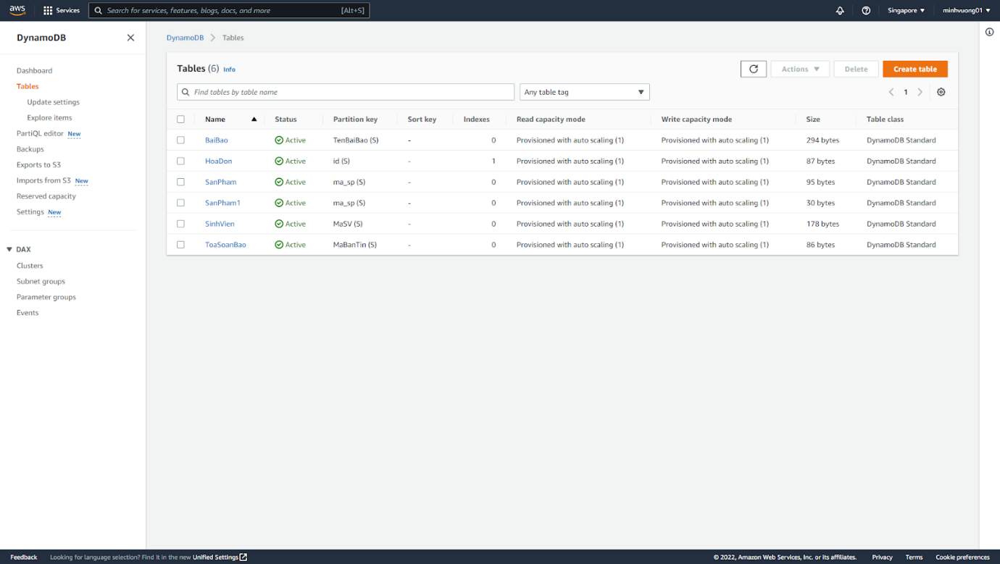 aws Services Search for services, features, blogs, docs, and more [Alt+S] Singapore minhvuong01
DynamoDB
Dashboard
Tables
Update settings
Explore items
PartiQL editor New
Backups
Exports to S3
Imports from S3 New
Reserved capacity
Settings New
DAX
Clusters
Subnet groups
Parameter groups
Events
DynamoDB Tables
Tables (6) Info Actions Delete Create table
Find tables by table name Any table tag 1
Name Status Partition key Sort key Indexes Read capacity mode Write capacity mode Size Table class
BaiBao Active TenBaiBao (S) - 0 Provisioned with auto scaling (1) Provisioned with auto scaling (1) 294 bytes DynamoDB Standard
HoaDon Active id (S) - 1 Provisioned with auto scaling (1) Provisioned with auto scaling (1) 87 bytes DynamoDB Standard
SanPham Active ma_sp (S) - 0 Provisioned with auto scaling (1) Provisioned with auto scaling (1) 95 bytes DynamoDB Standard
SanPham1 Active ma_sp (S) - 0 Provisioned with auto scaling (1) Provisioned with auto scaling (1) 30 bytes DynamoDB Standard
SinhVien Active MaSV (S) - 0 Provisioned with auto scaling (1) Provisioned with auto scaling (1) 178 bytes DynamoDB Standard
ToaSoanBao Active MaBanTin (S) - 0 Provisioned with auto scaling (1) Provisioned with auto scaling (1) 86 bytes DynamoDB Standard
Feedback Looking for language selection? Find it in the new Unified Settings © 2022, Amazon Web Services, Inc. or its affiliates. Privacy Terms Cookie preferences